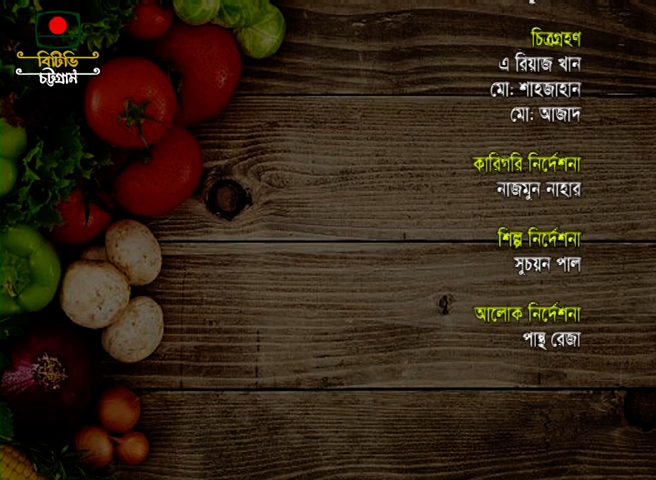 বিটিভি
চট্টগ্রাম
চিত্রগ্রহণ
এ রিয়াজ খান
মো: শাহজাহান
মো: আজাদ
কারিগরি নির্দেশনা
নাজমুন নাহার
শিল্প নির্দেশনা
সুচয়ন পাল
আলোক নির্দেশনা
পান্থ রেজা